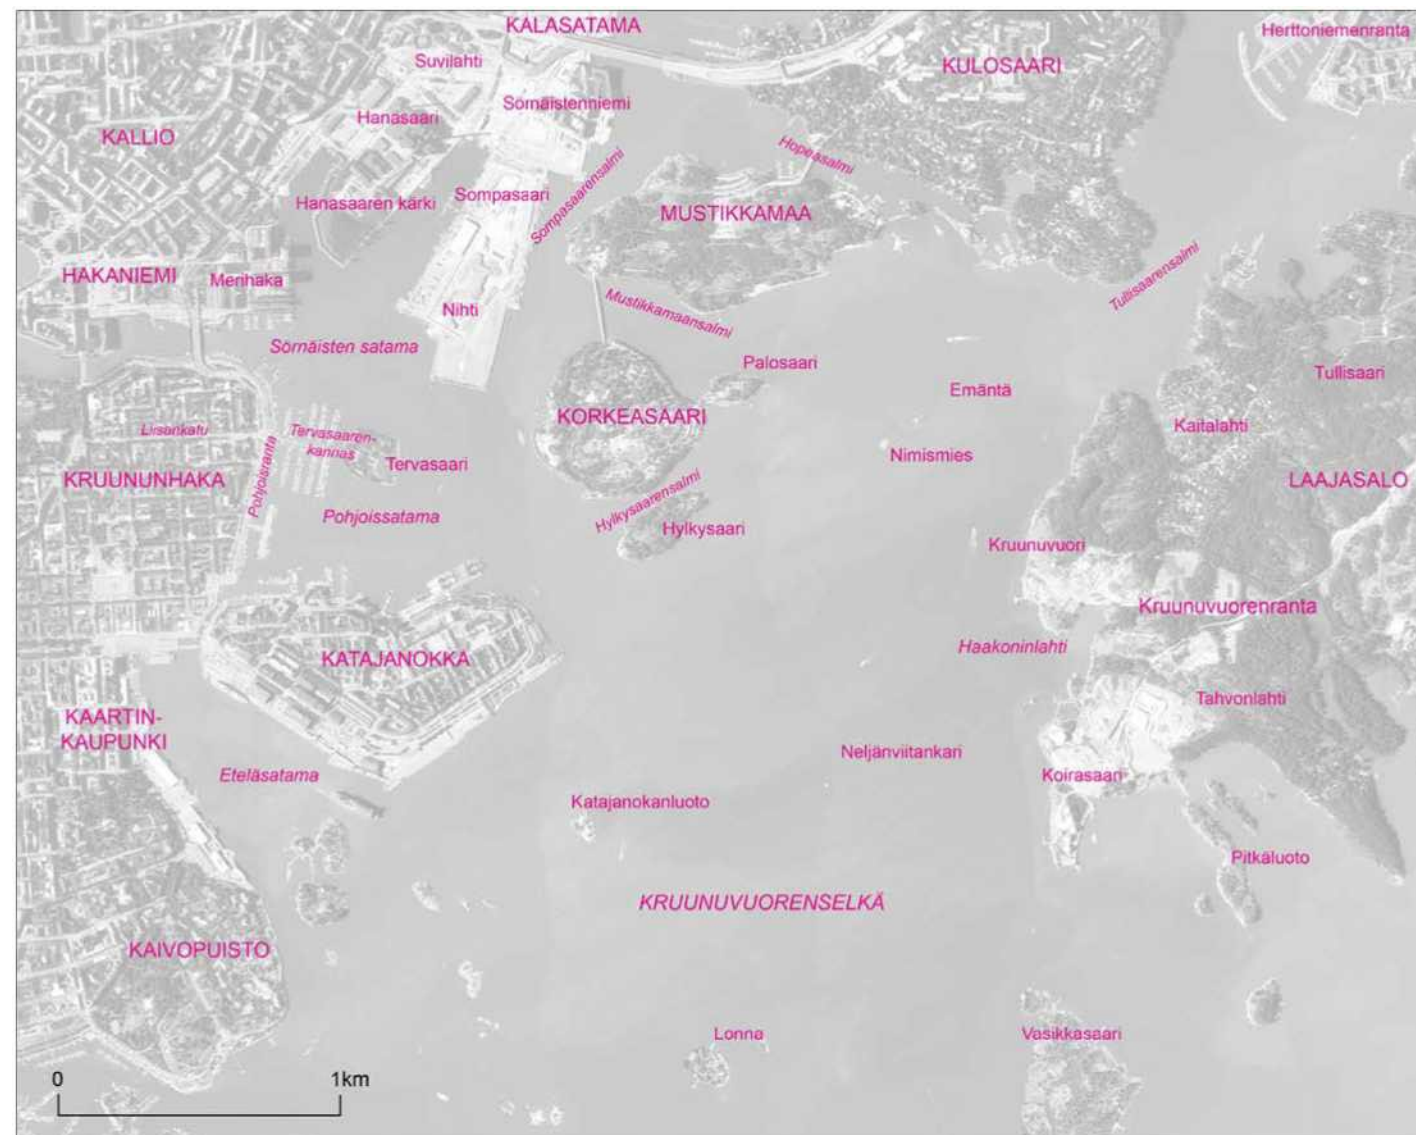 KALASATAMA
Herttoniemenranta
Suvilahti
KULOSAARI
Sörnäistenniemi
Hanasaari
KALLIO
Hopeasalmi
Sompasaari
Hanasaaren kärki
Sompasaarensalmi
MUSTIKKAMAA
HAKANIEMI
Merihaka
Tullisaarensalmi
Nihti
Mustikkamaansalmi
Sörnäisten satama
Palosaari
Tullisaari
Emäntä
KORKEASAARI
Kaitalahti
Liisankatu
Tervasaaren-
kannas
Tervasaari
Nimismies
KRUUNUNHAKA
Pohjoisranta
LAAJASALO
Hylkysaarensalmi
Pohjoissatama
Hylkysaari
Kruunuvuori
Kruunuvuorenranta
Haakoninlahti
KATAJANOKKA
Tahvonlahti
KAARTIN-
KAUPUNKI
Neljänviitankari
Eteläsatama
Koirasaari
Katajanokanluoto
Pitkäluoto
KRUUNUVUORENSELKÄ
KAIVOPUISTO
Lonna
Vasikkasaari
0 1km